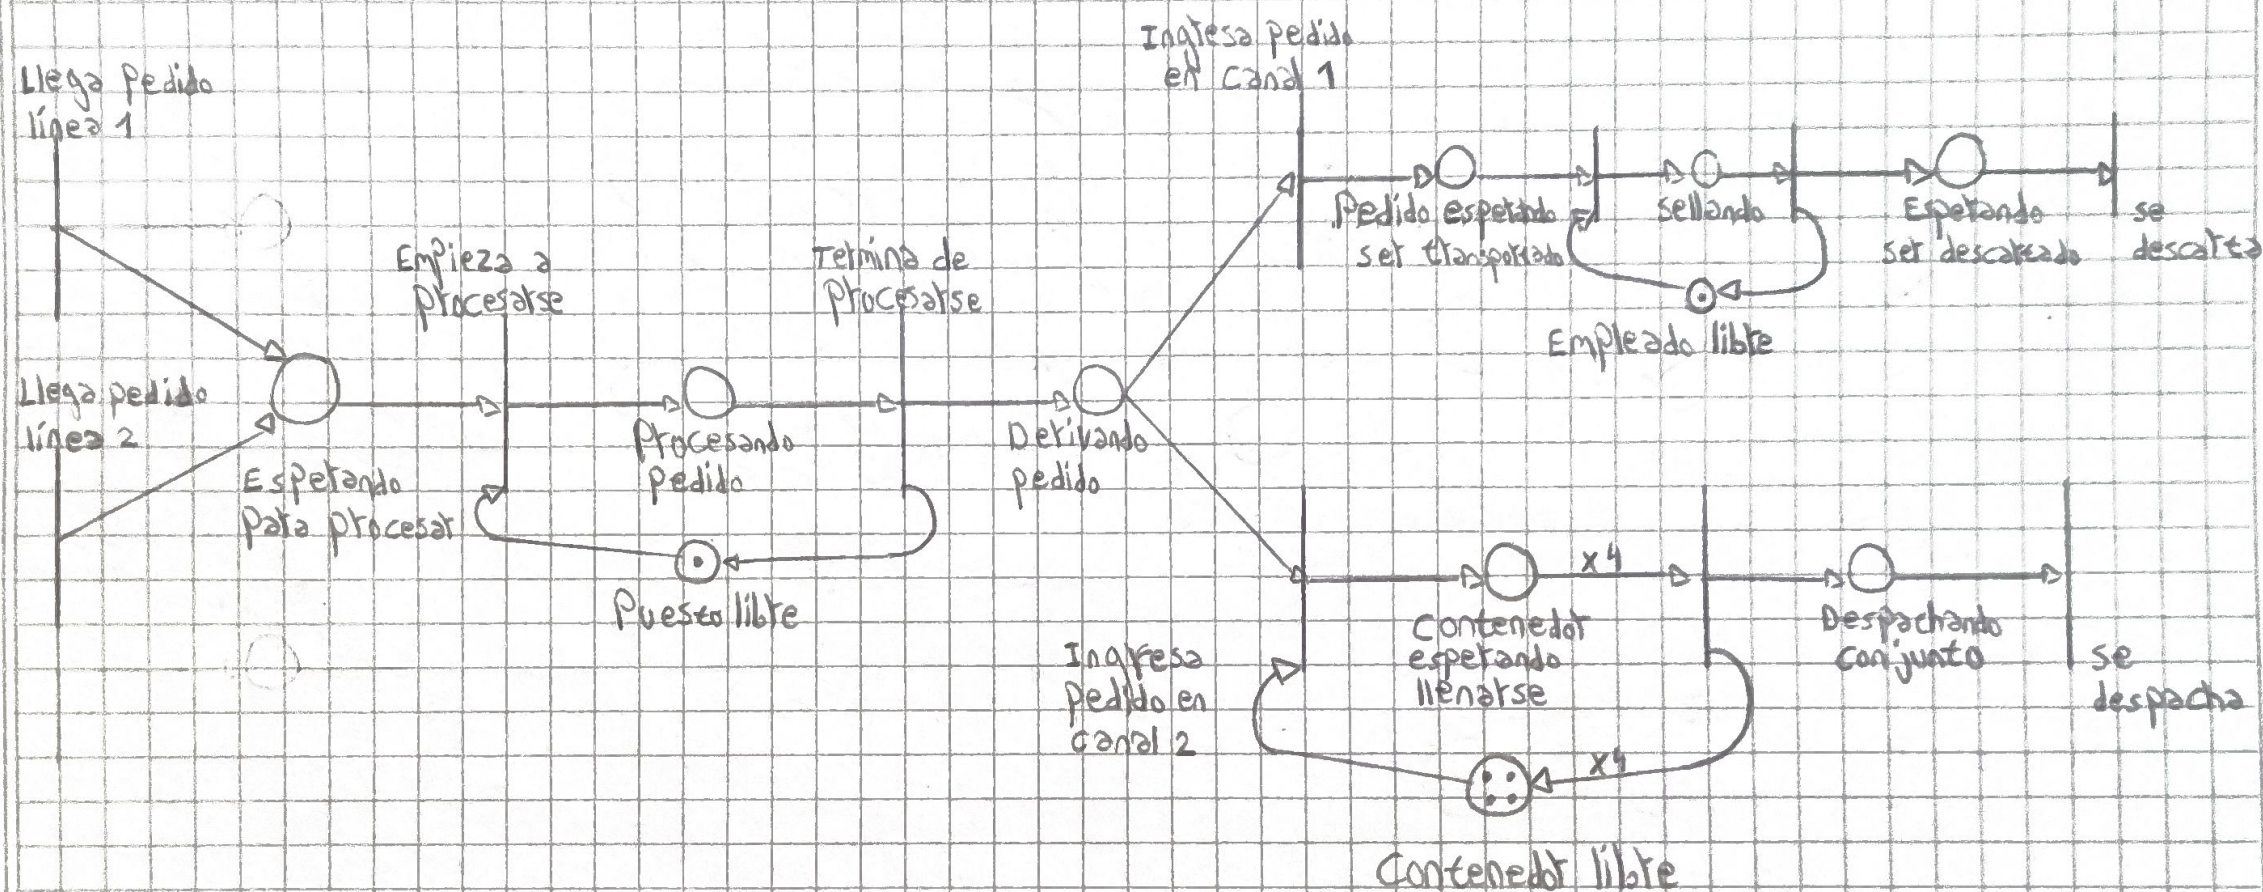 Llega Pedido
línea 1
Ingresa pedido
en canal 1
Empieza a
procesarse
Termina de
procesarse
Pedido esperando
ser transportado
sellando
Esperando
ser descartado
se
descarta
Empleado libre
Llega pedido
línea 2
Esperando
para procesar
Procesando
pedido
Derivando
pedido
Puesto libre
Ingresa
pedido en
canal 2
x4
Contenedor
esperando
llenarse
Despachando
conjunto
se
despacha
x4
Contenedor libre